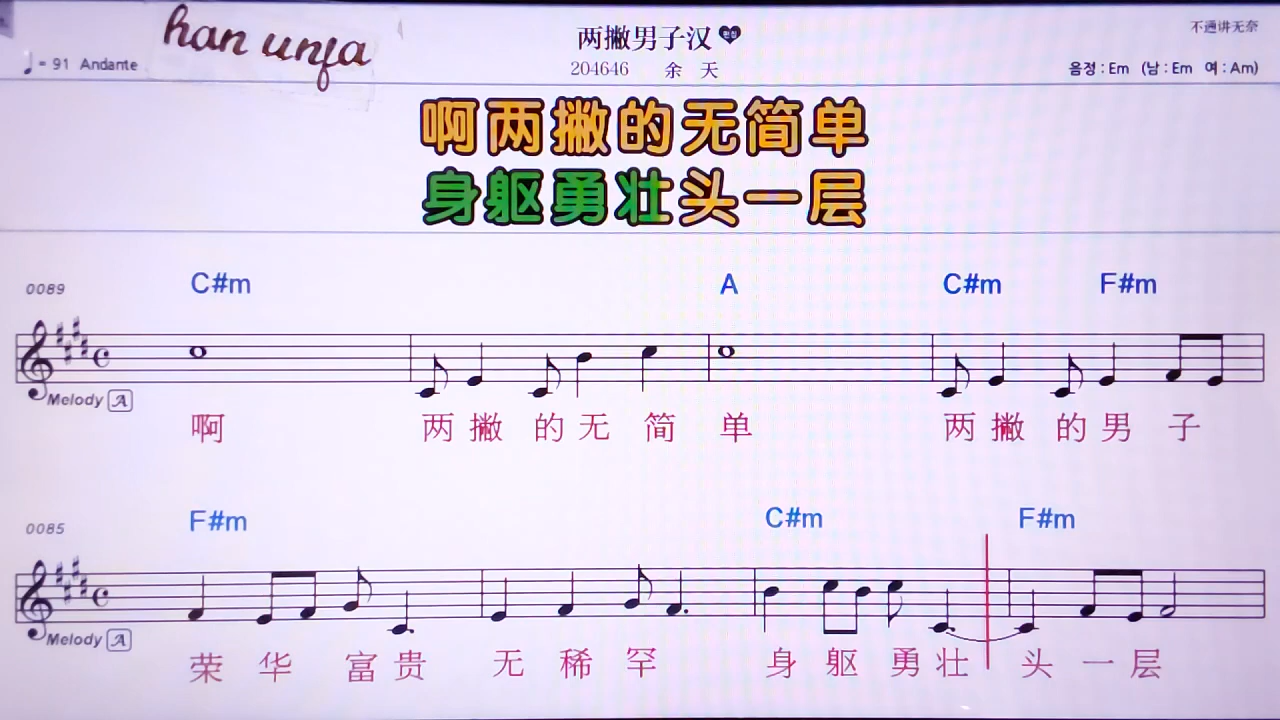 han unfa
两撇男子汉
不通讲无奈
♩= 91 Andante
204646 余天
음정 : Em (남 : Em 여 : Am)
啊两撇的无简单
身躯勇壮头一层
0089 C#m A C#m F#m
Melody A
啊 两撇 的无 简 单 两撇 的男 子
0085 F#m C#m F#m
Melody A
荣 华 富贵 无 稀 罕 身 躯 勇壮 头 一层